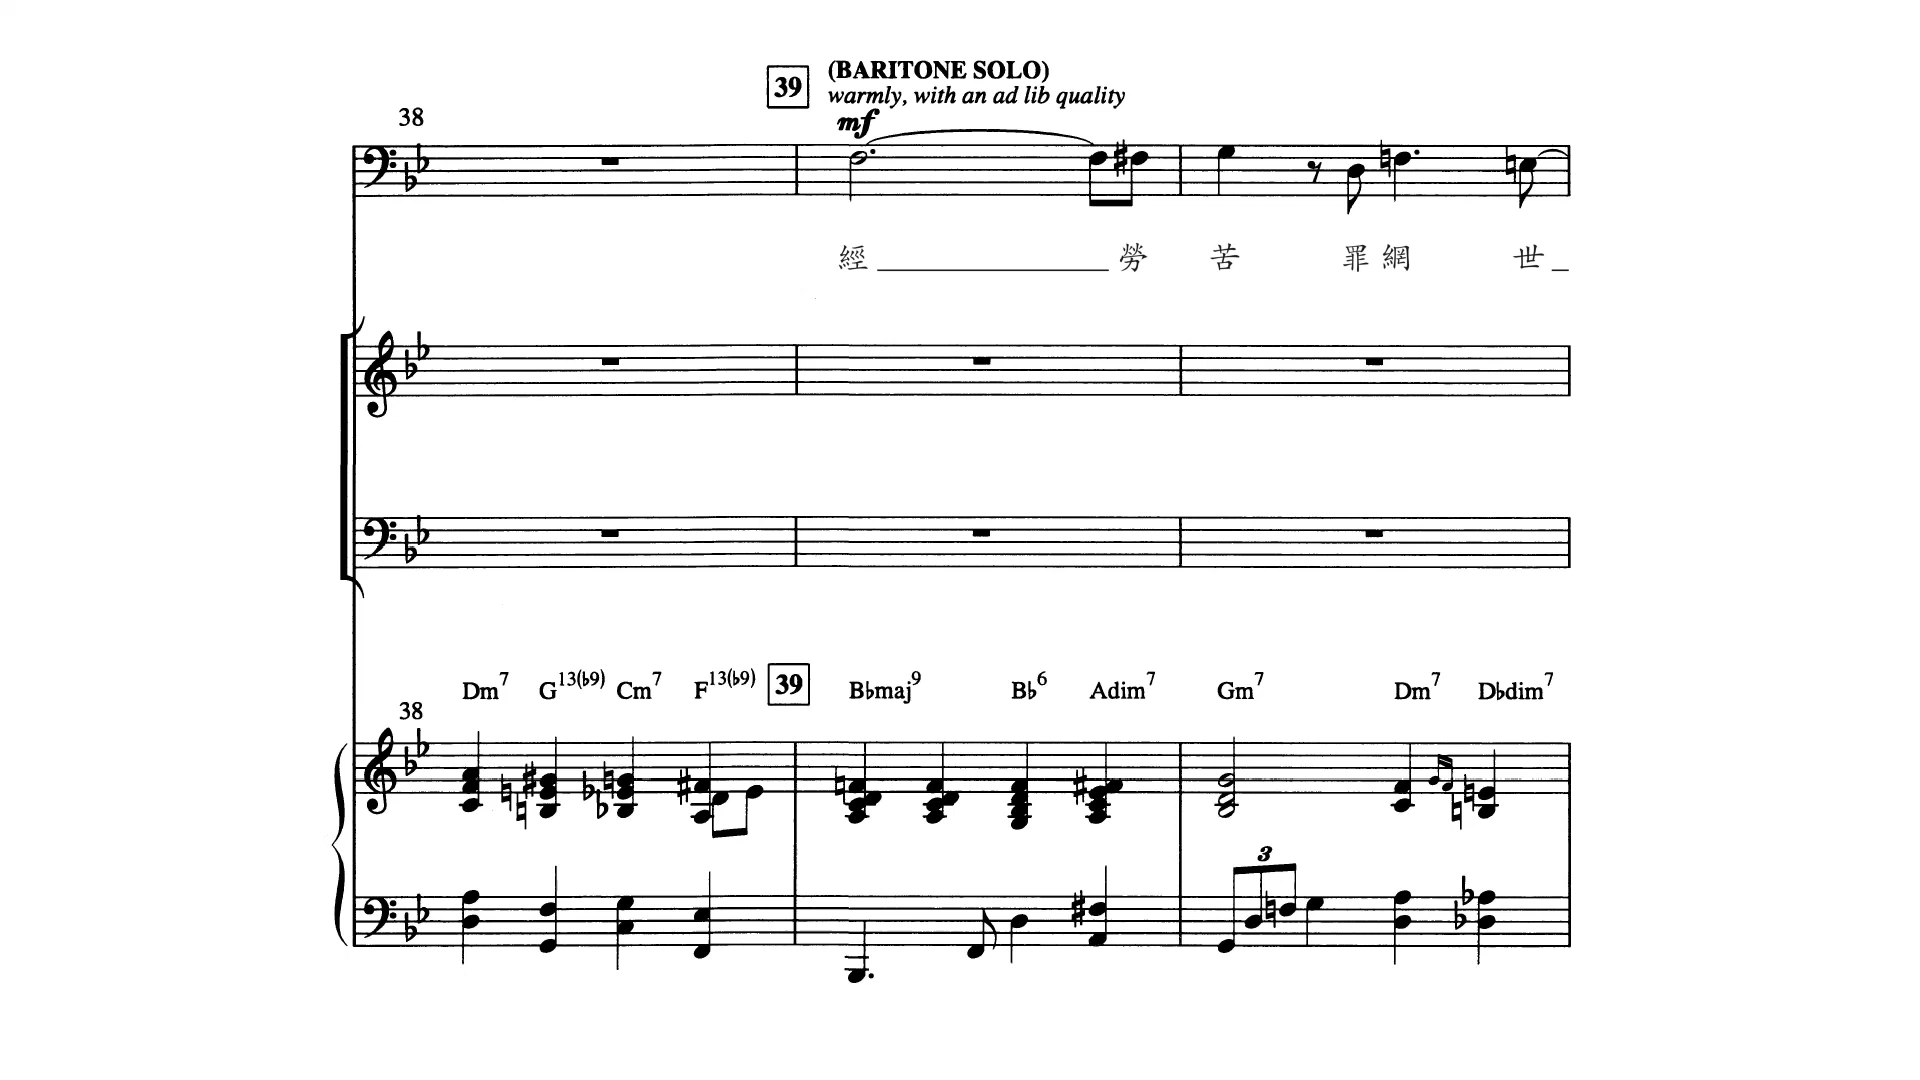 39 (BARITONE SOLO)
warmly, with an ad lib quality
38 mf
經 勞 苦 罪 網 世
Dm7 G13(♭9) Cm7 F13(♭9) 39 B♭maj9 B♭6 Adim7 Gm7 Dm7 D♭dim7
38
3